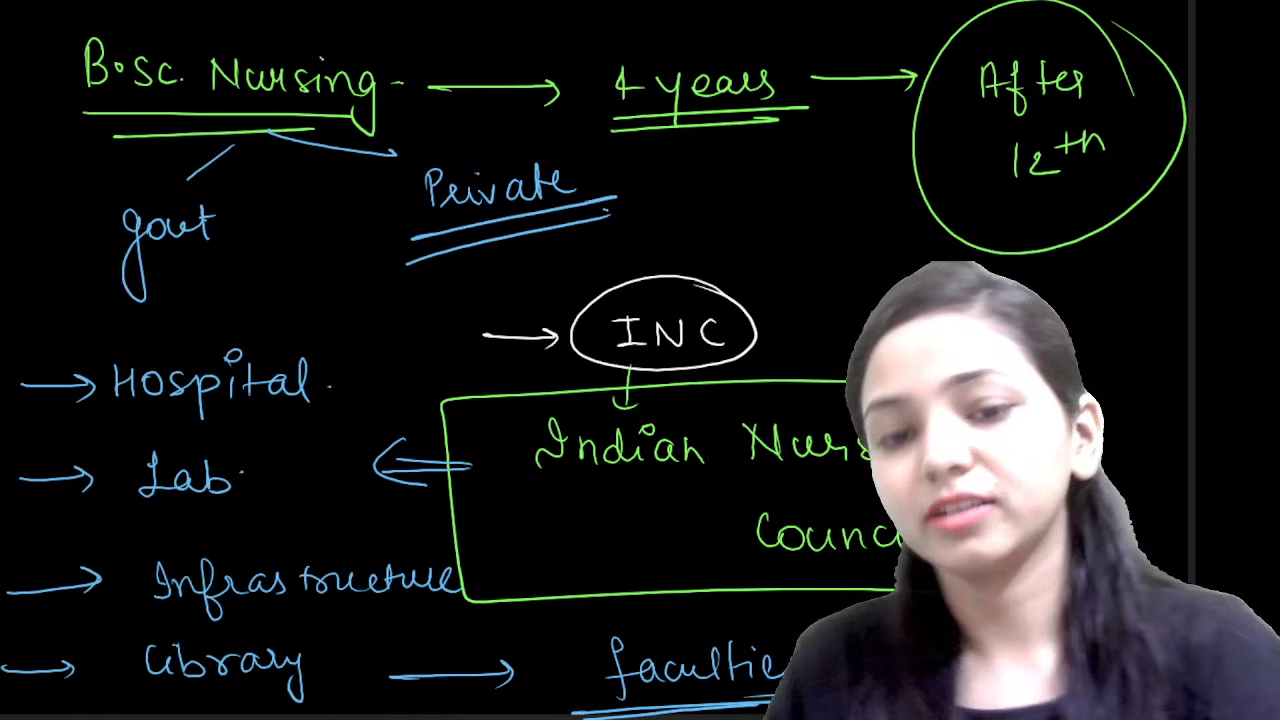 B.Sc. Nursing - → 4 years → After
12th
govt
Private
→ INC
→ Hospital.
Indian Nurs
→ Lab.
Counc
→ Infrastructure
→ Library → facultie